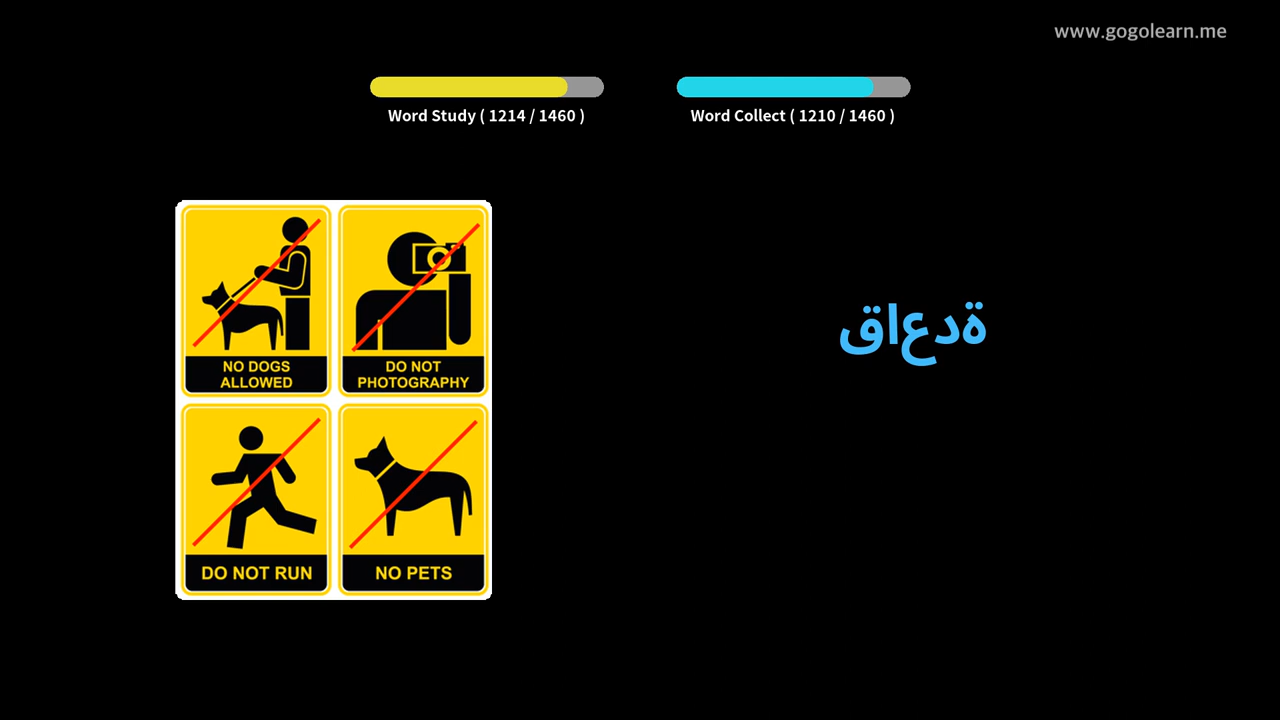 www.gogolearn.me
Word Study ( 1214 / 1460 )
Word Collect ( 1210 / 1460 )
NO DOGS
ALLOWED
DO NOT
PHOTOGRAPHY
DO NOT RUN
NO PETS
قاعدة